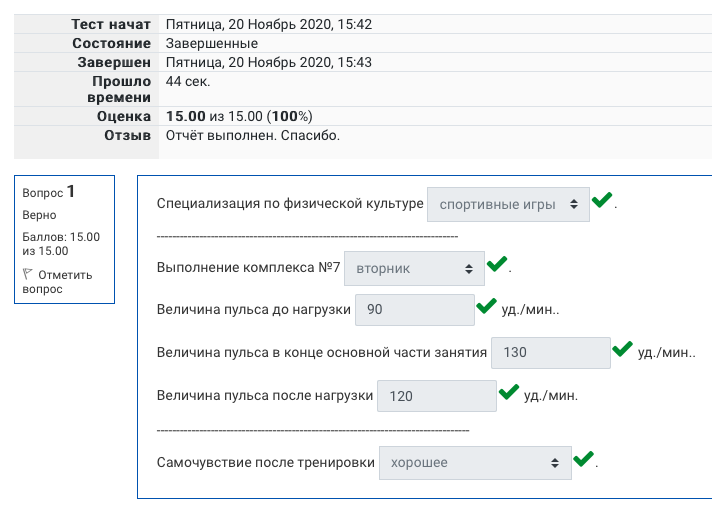 Тест начат Пятница, 20 Ноябрь 2020, 15:42
Состояние Завершенные
Завершен Пятница, 20 Ноябрь 2020, 15:43
Прошло 44 сек.
времени
Оценка 15.00 из 15.00 (100%)
Отзыв Отчёт выполнен. Спасибо.
Вопрос 1
Верно
Баллов: 15.00
из 15.00
Отметить
вопрос
Специализация по физической культуре спортивные игры .
--------------------------------------------------------------------------------
Выполнение комплекса №7 вторник .
Величина пульса до нагрузки 90 уд./мин..
Величина пульса в конце основной части занятия 130 уд./мин..
Величина пульса после нагрузки 120 уд./мин.
-----------------------------------------------------------------------------------
Самочувствие после тренировки хорошее .